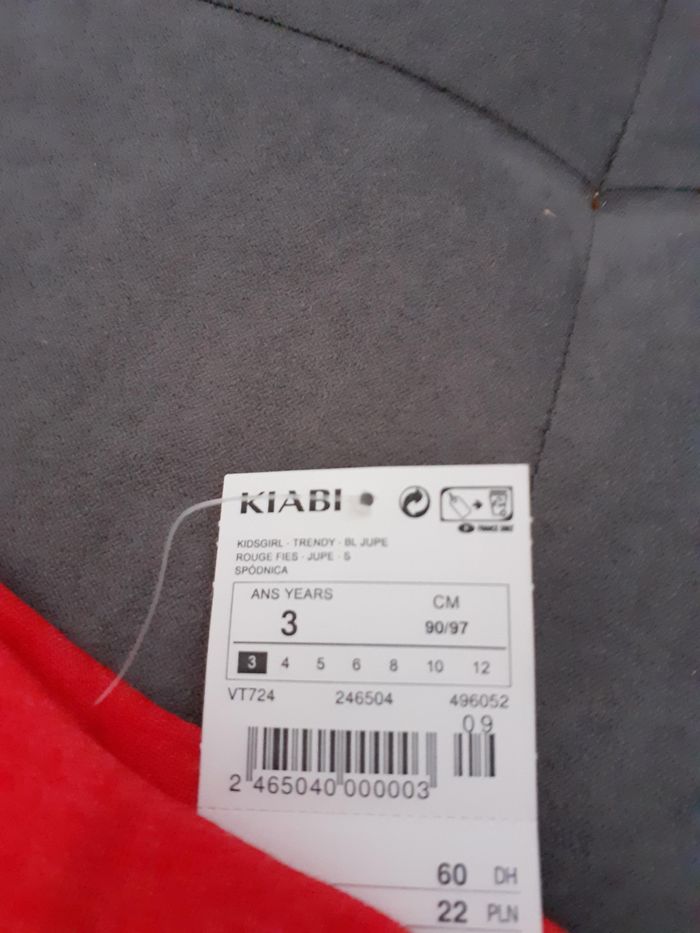 KIABI
KIDSGIRL - TRENDY - BL JUPE
ROUGE FIES - JUPE - S
SPÓDNICA
ANS YEARS CM
3 90/97
3 4 5 6 8 10 12
VT724 246504 496052
09
2 465040 000003
60 DH
22 PLN